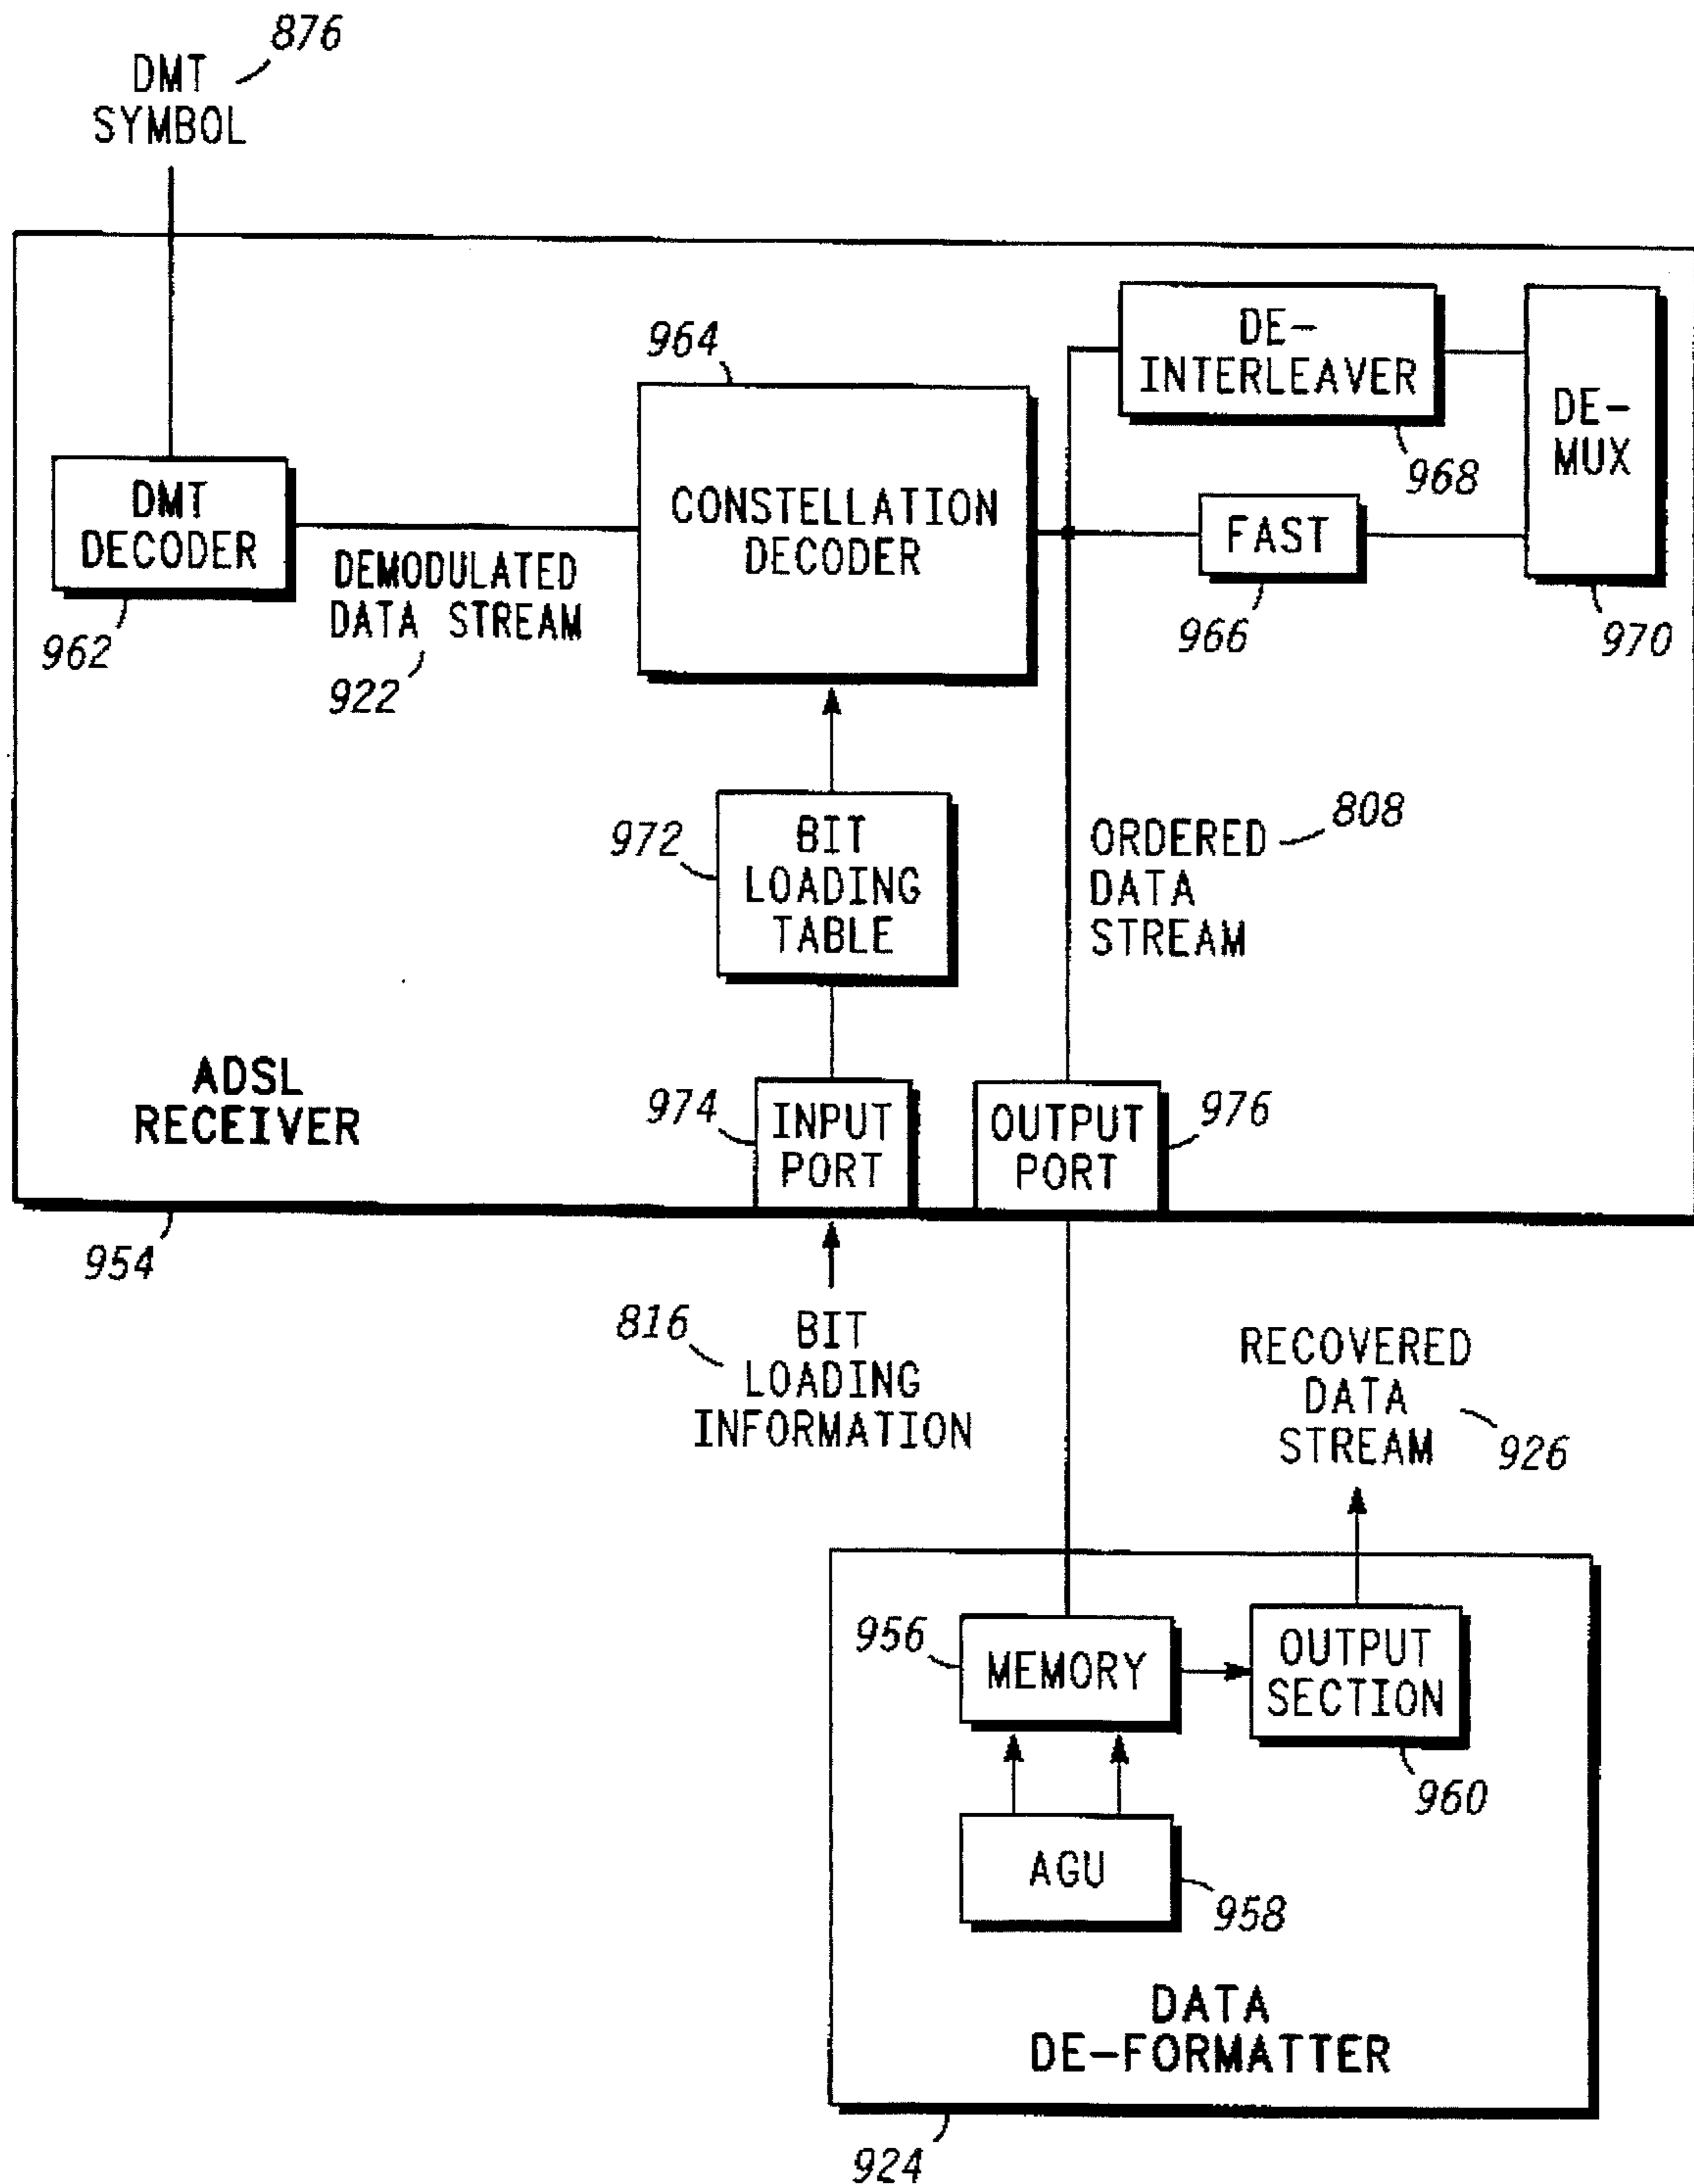 876
DMT
SYMBOL
964
DE-
INTERLEAVER
968
DE-
MUX
970
DMT
DECODER
962
DEMODULATED
DATA STREAM
922
CONSTELLATION
DECODER
FAST
966
972
BIT
LOADING
TABLE
ORDERED
DATA
STREAM
808
ADSL
RECEIVER
954
974
INPUT
PORT
OUTPUT
PORT
976
816
BIT
LOADING
INFORMATION
RECOVERED
DATA
STREAM
926
956
MEMORY
OUTPUT
SECTION
960
AGU
958
DATA
DE-FORMATTER
924